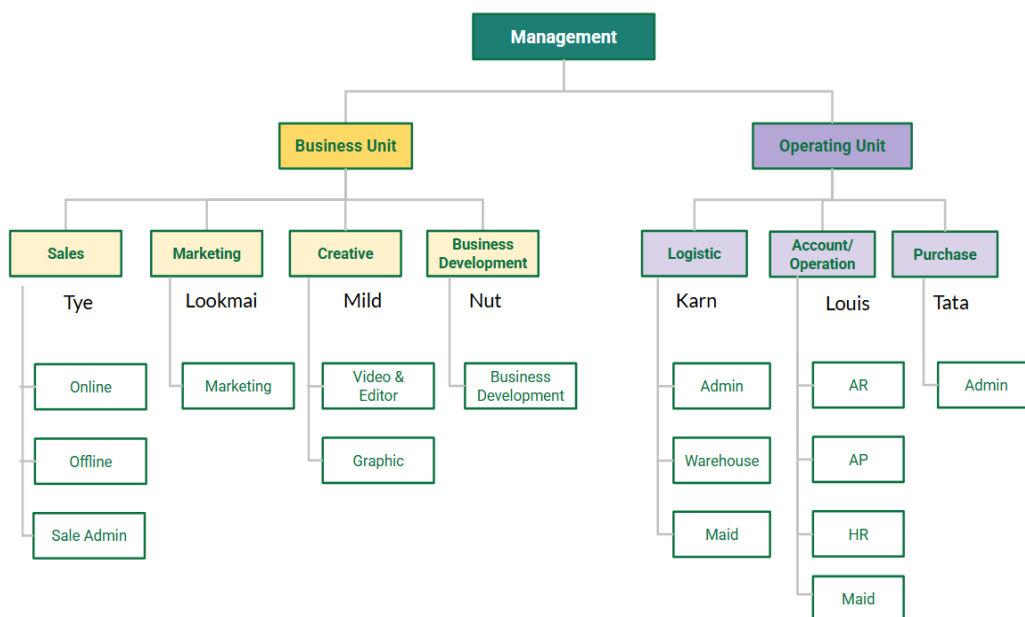 Management
Business Unit
Operating Unit
Sales
Marketing
Creative
Business
Development
Logistic
Account/
Operation
Purchase
Tye
Lookmai
Mild
Nut
Karn
Louis
Tata
Online
Marketing
Video &
Editor
Business
Development
Admin
AR
Admin
Offline
Graphic
Warehouse
AP
Sale Admin
Maid
HR
Maid